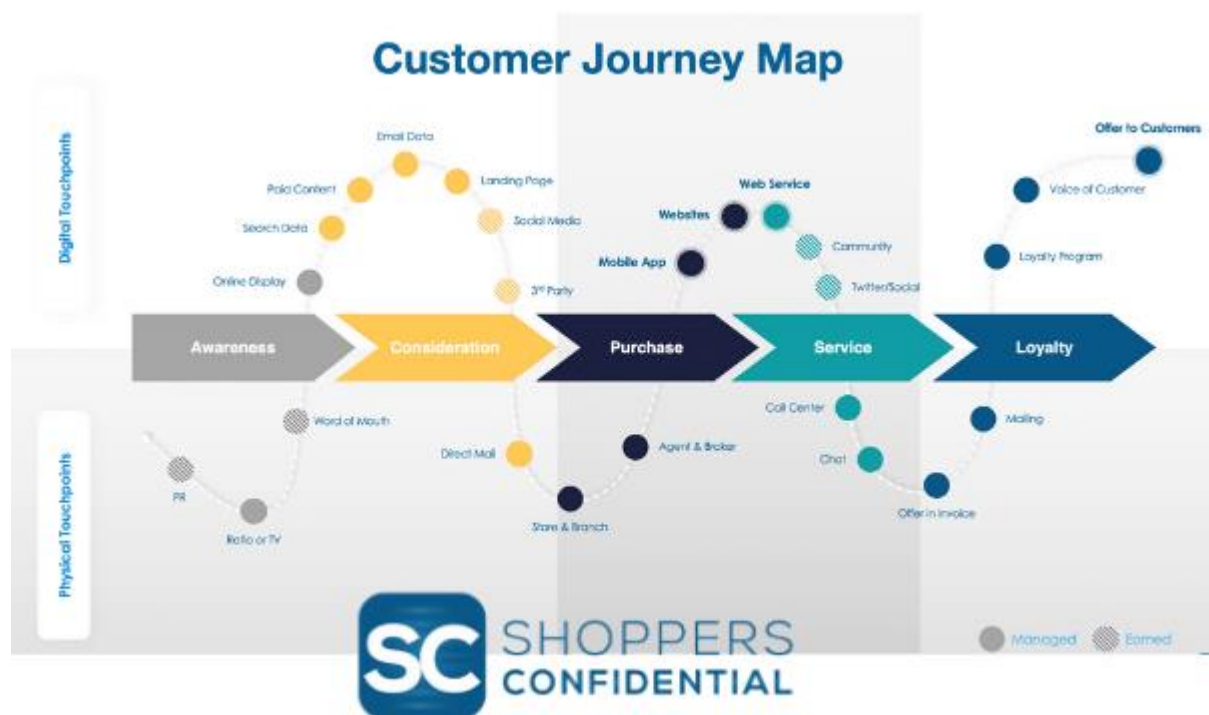 Customer Journey Map
Digital Touchpoints
Physical Touchpoints
Email Data
Paid Content
Landing Page
Search Data
Social Media
Online Display
3rd Party
Mobile App
Websites
Web Service
Community
Twitter/Social
Offer to Customers
Voice of Customer
Loyalty Program
Awareness
Consideration
Purchase
Service
Loyalty
Word of Mouth
PR
Ratio or TV
Direct Mail
Store & Branch
Agent & Broker
Call Center
Chat
Offer in Invoice
Mailing
Managed
Earned
SC
SHOPPERS
CONFIDENTIAL